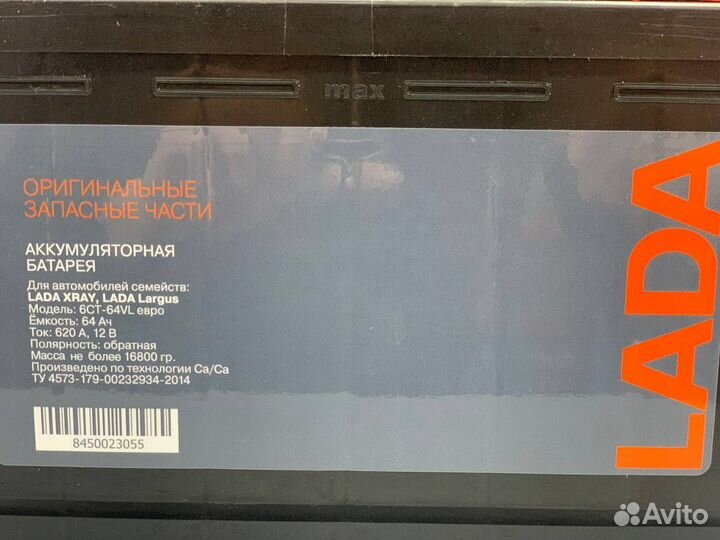 max
ОРИГИНАЛЬНЫЕ
ЗАПАСНЫЕ ЧАСТИ
АККУМУЛЯТОРНАЯ
БАТАРЕЯ
Для автомобилей семейств:
LADA XRAY, LADA Largus
Модель: 6СТ-64VL евро
Ёмкость: 64 Ач
Ток: 620 А, 12 В
Полярность: обратная
Масса не более 16800 гр.
Произведено по технологии Ca/Ca
ТУ 4573-179-00232934-2014
8450023055
LADA
Avito